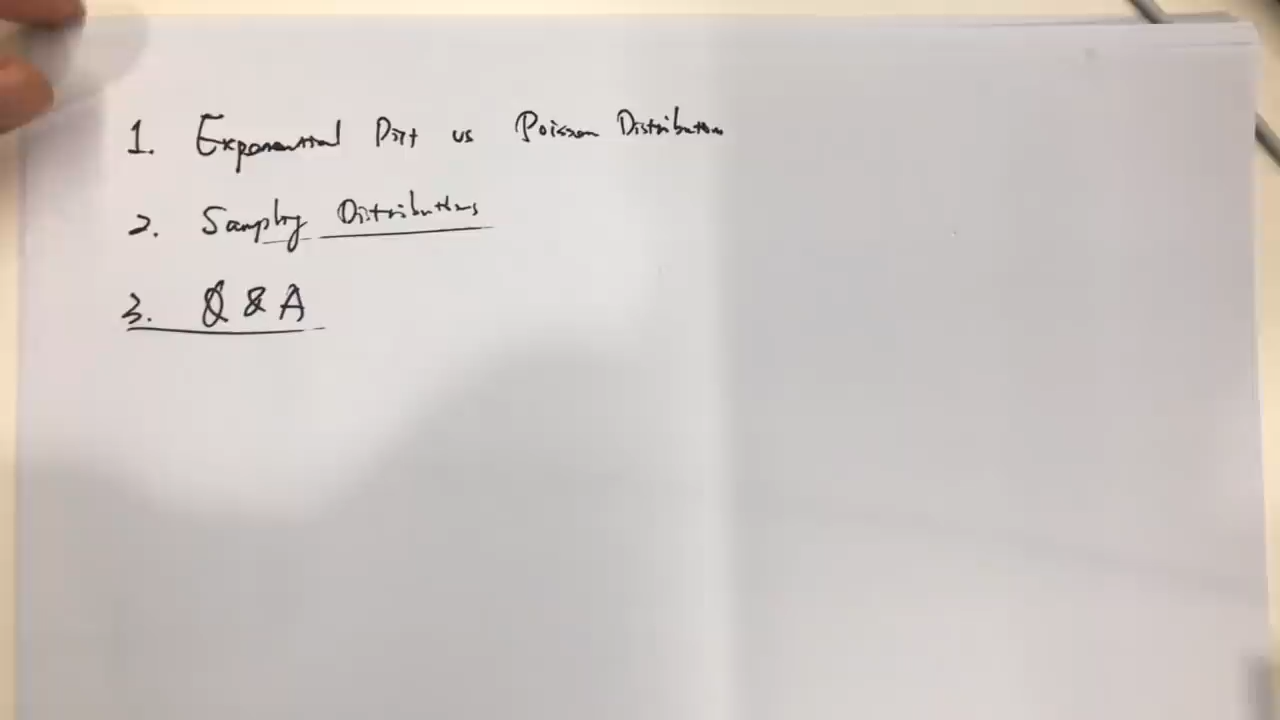 1. Exponential Dist vs Poisson Distribution
2. Sampling Distributions
3. Q & A